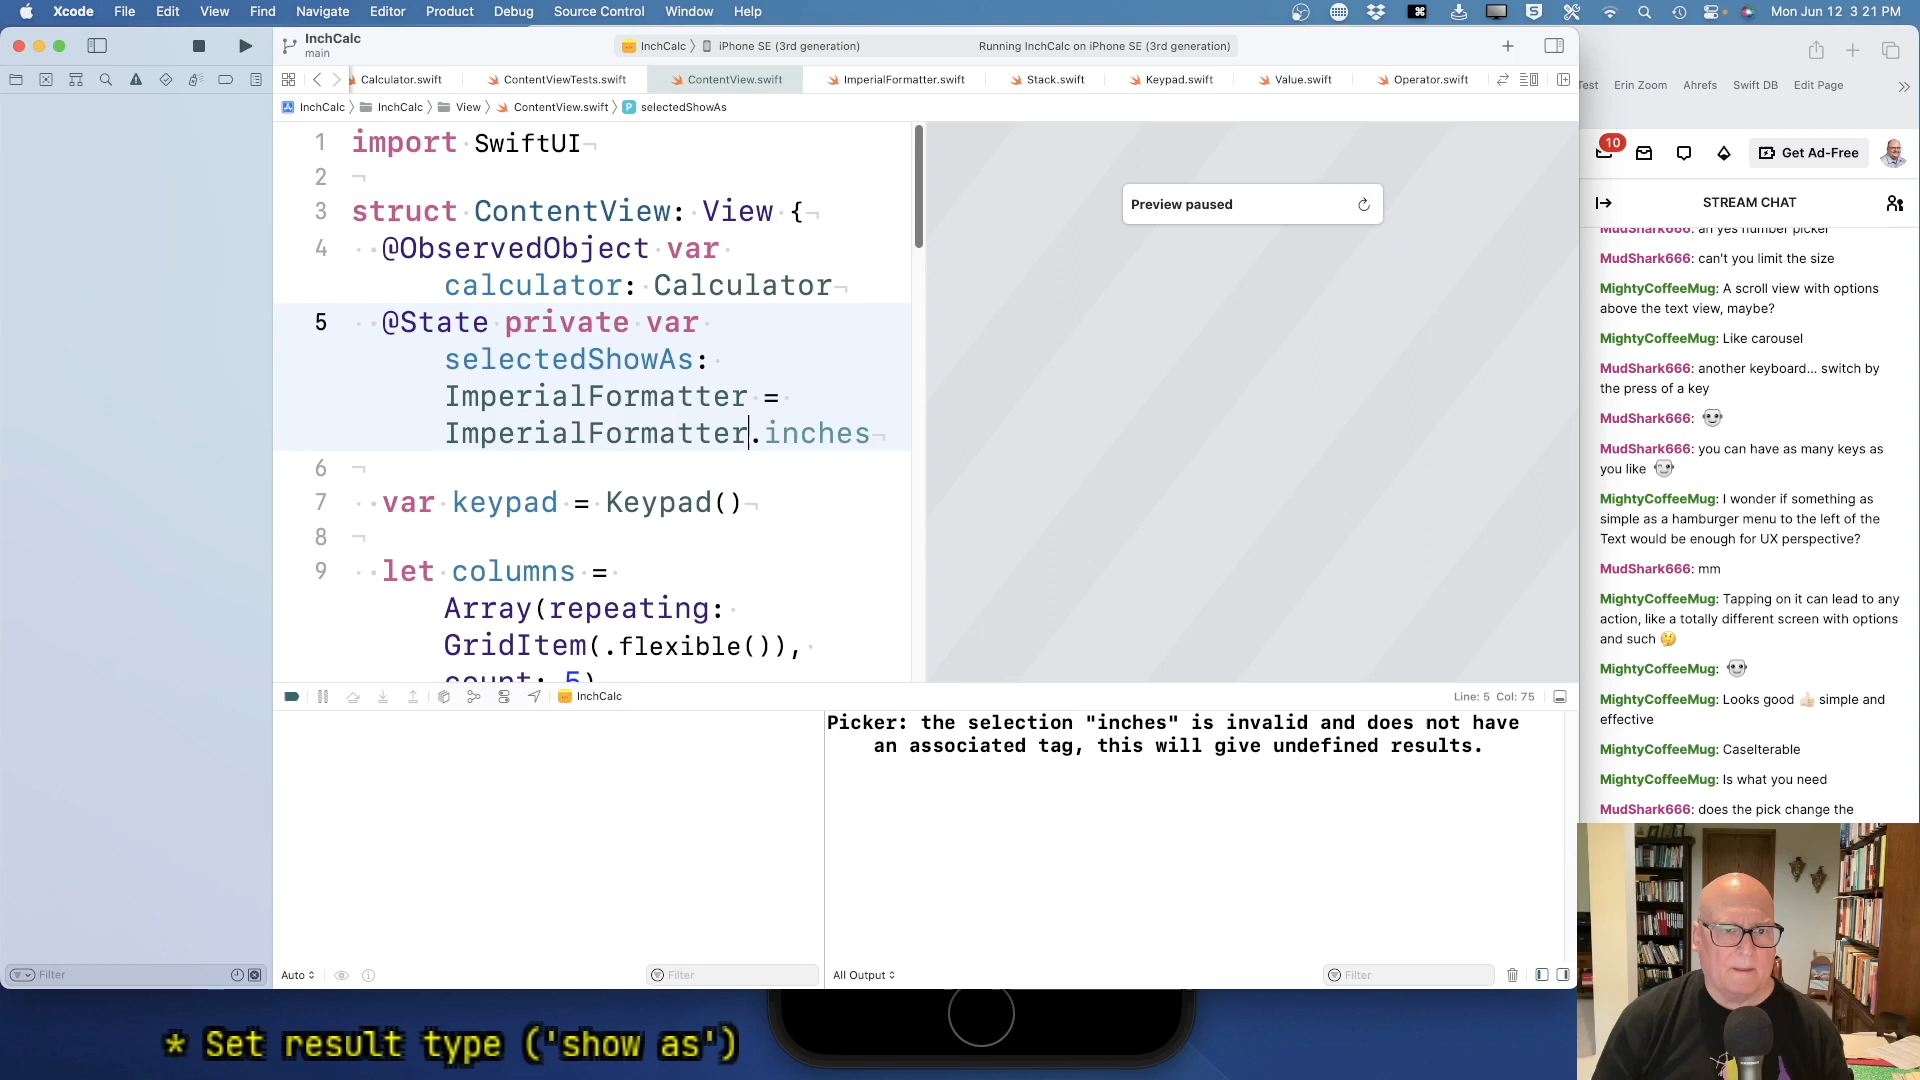 Xcode File Edit View Find Navigate Editor Product Debug Source Control Window Help
Mon Jun 12 3 21 PM
InchCalc
main
InchCalc iPhone SE (3rd generation)
Running InchCalc on iPhone SE (3rd generation)
Calculator.swift ContentViewTests.swift ContentView.swift ImperialFormatter.swift Stack.swift Keypad.swift Value.swift Operator.swift
InchCalc InchCalc View ContentView.swift selectedShowAs
1 import SwiftUI
2
3 struct ContentView: View {
4 @ObservedObject var
calculator: Calculator
5 @State private var
selectedShowAs:
ImperialFormatter =
ImperialFormatter.inches
6
7 var keypad = Keypad()
8
9 let columns =
Array(repeating:
GridItem(.flexible()),
count: 5)
Preview paused
InchCalc
Line: 5 Col: 75
Picker: the selection "inches" is invalid and does not have
an associated tag, this will give undefined results.
Filter
Auto
Filter
All Output
Filter
* Set result type ('show as')
Erin Zoom Ahrefs Swift DB Edit Page
10
Get Ad-Free
STREAM CHAT
MudShark666: ah yes number picker
MudShark666: can't you limit the size
MightyCoffeeMug: A scroll view with options
above the text view, maybe?
MightyCoffeeMug: Like carousel
MudShark666: another keyboard... switch by
the press of a key
MudShark666:
MudShark666: you can have as many keys as
you like
MightyCoffeeMug: I wonder if something as
simple as a hamburger menu to the left of the
Text would be enough for UX perspective?
MudShark666: mm
MightyCoffeeMug: Tapping on it can lead to any
action, like a totally different screen with options
and such
MightyCoffeeMug:
MightyCoffeeMug: Looks good simple and
effective
MightyCoffeeMug: CaseIterable
MightyCoffeeMug: Is what you need
MudShark666: does the pick change the